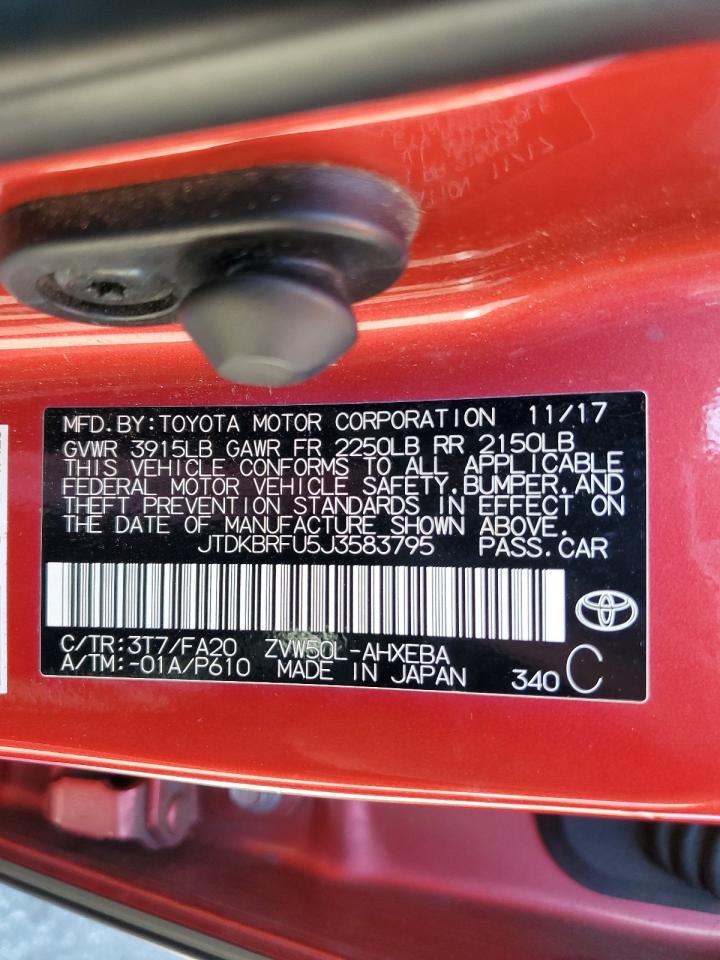 MFD. BY: TOYOTA MOTOR CORPORATION 11/17
GVWR 3915LB GAWR FR 2250LB RR 2150LB
THIS VEHICLE CONFORMS TO ALL APPLICABLE
FEDERAL MOTOR VEHICLE SAFETY, BUMPER, AND
THEFT PREVENTION STANDARDS IN EFFECT ON
THE DATE OF MANUFACTURE SHOWN ABOVE.
JTDKBRFU5J3583795 PASS. CAR
C/TR: 3T7/FA20 ZVW50L-AHXEBA
A/TM: -01A/P610 MADE IN JAPAN 340 C